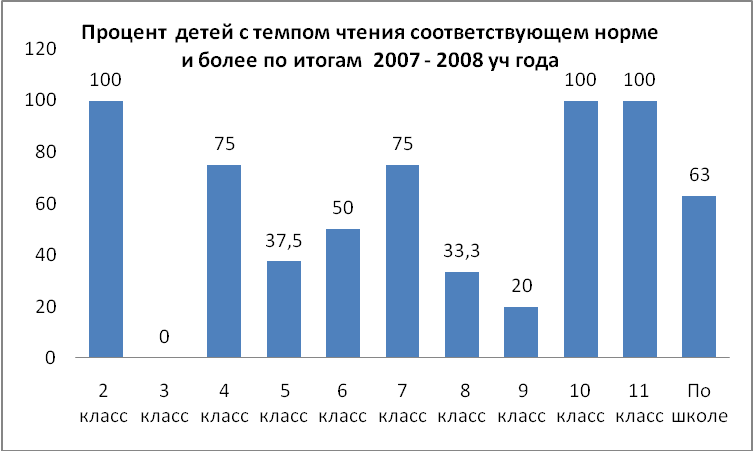 Процент детей с темпом чтения соответствующем норме
и более по итогам 2007 - 2008 уч года
120
100
80
60
40
20
0
100
0
75
37,5
50
75
33,3
20
100
100
63
2 класс
3 класс
4 класс
5 класс
6 класс
7 класс
8 класс
9 класс
10 класс
11 класс
По школе